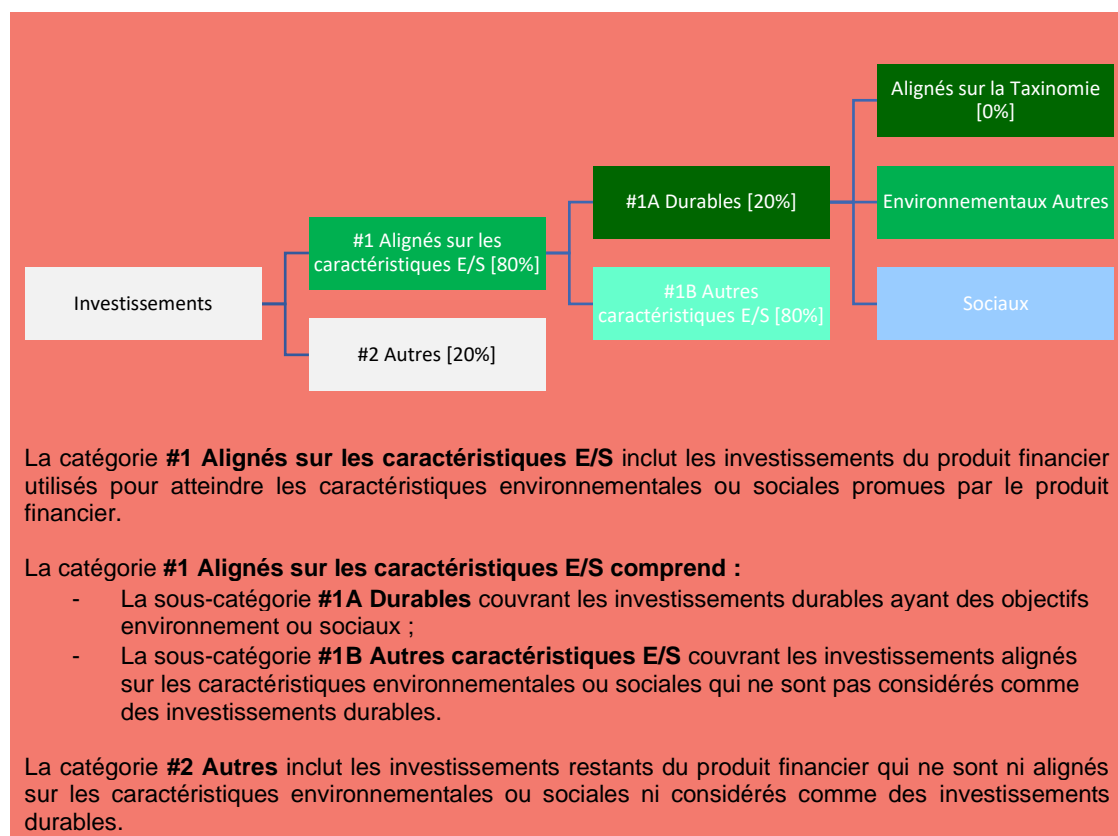 Alignés sur la Taxinomie
[0%]
#1A Durables [20%]
Environnementaux Autres
#1 Alignés sur les
caractéristiques E/S [80%]
Investissements
#1B Autres
caractéristiques E/S [80%]
Sociaux
#2 Autres [20%]
La catégorie #1 Alignés sur les caractéristiques E/S inclut les investissements du produit financier
utilisés pour atteindre les caractéristiques environnementales ou sociales promues par le produit
financier.
La catégorie #1 Alignés sur les caractéristiques E/S comprend :
- La sous-catégorie #1A Durables couvrant les investissements durables ayant des objectifs
environnement ou sociaux ;
- La sous-catégorie #1B Autres caractéristiques E/S couvrant les investissements alignés
sur les caractéristiques environnementales ou sociales qui ne sont pas considérés comme
des investissements durables.
La catégorie #2 Autres inclut les investissements restants du produit financier qui ne sont ni alignés
sur les caractéristiques environnementales ou sociales ni considérés comme des investissements
durables.